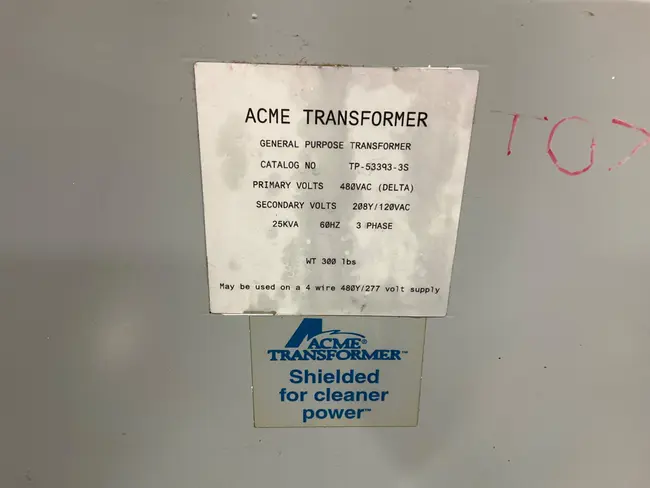 ACME TRANSFORMER
GENERAL PURPOSE TRANSFORMER
CATALOG NO TP-53393-3S
PRIMARY VOLTS 480VAC (DELTA)
SECONDARY VOLTS 208Y/120VAC
25KVA 60HZ 3 PHASE
WT 300 lbs
May be used on a 4 wire 480Y/277 volt supply
ACME®
TRANSFORMER™
Shielded
for cleaner
power™